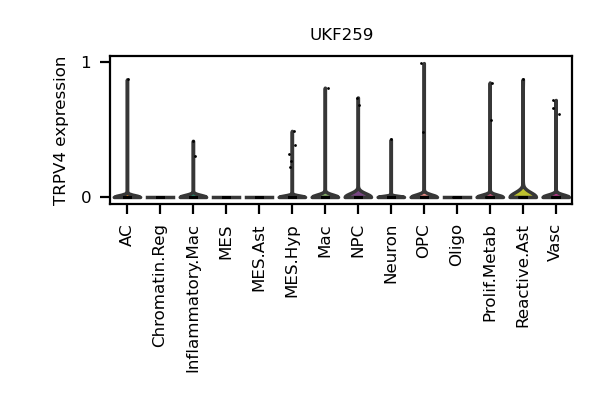 UKF259
TRPV4 expression
1
0
AC
Chromatin.Reg
Inflammatory.Mac
MES
MES.Ast
MES.Hyp
Mac
NPC
Neuron
OPC
Oligo
Prolif.Metab
Reactive.Ast
Vasc